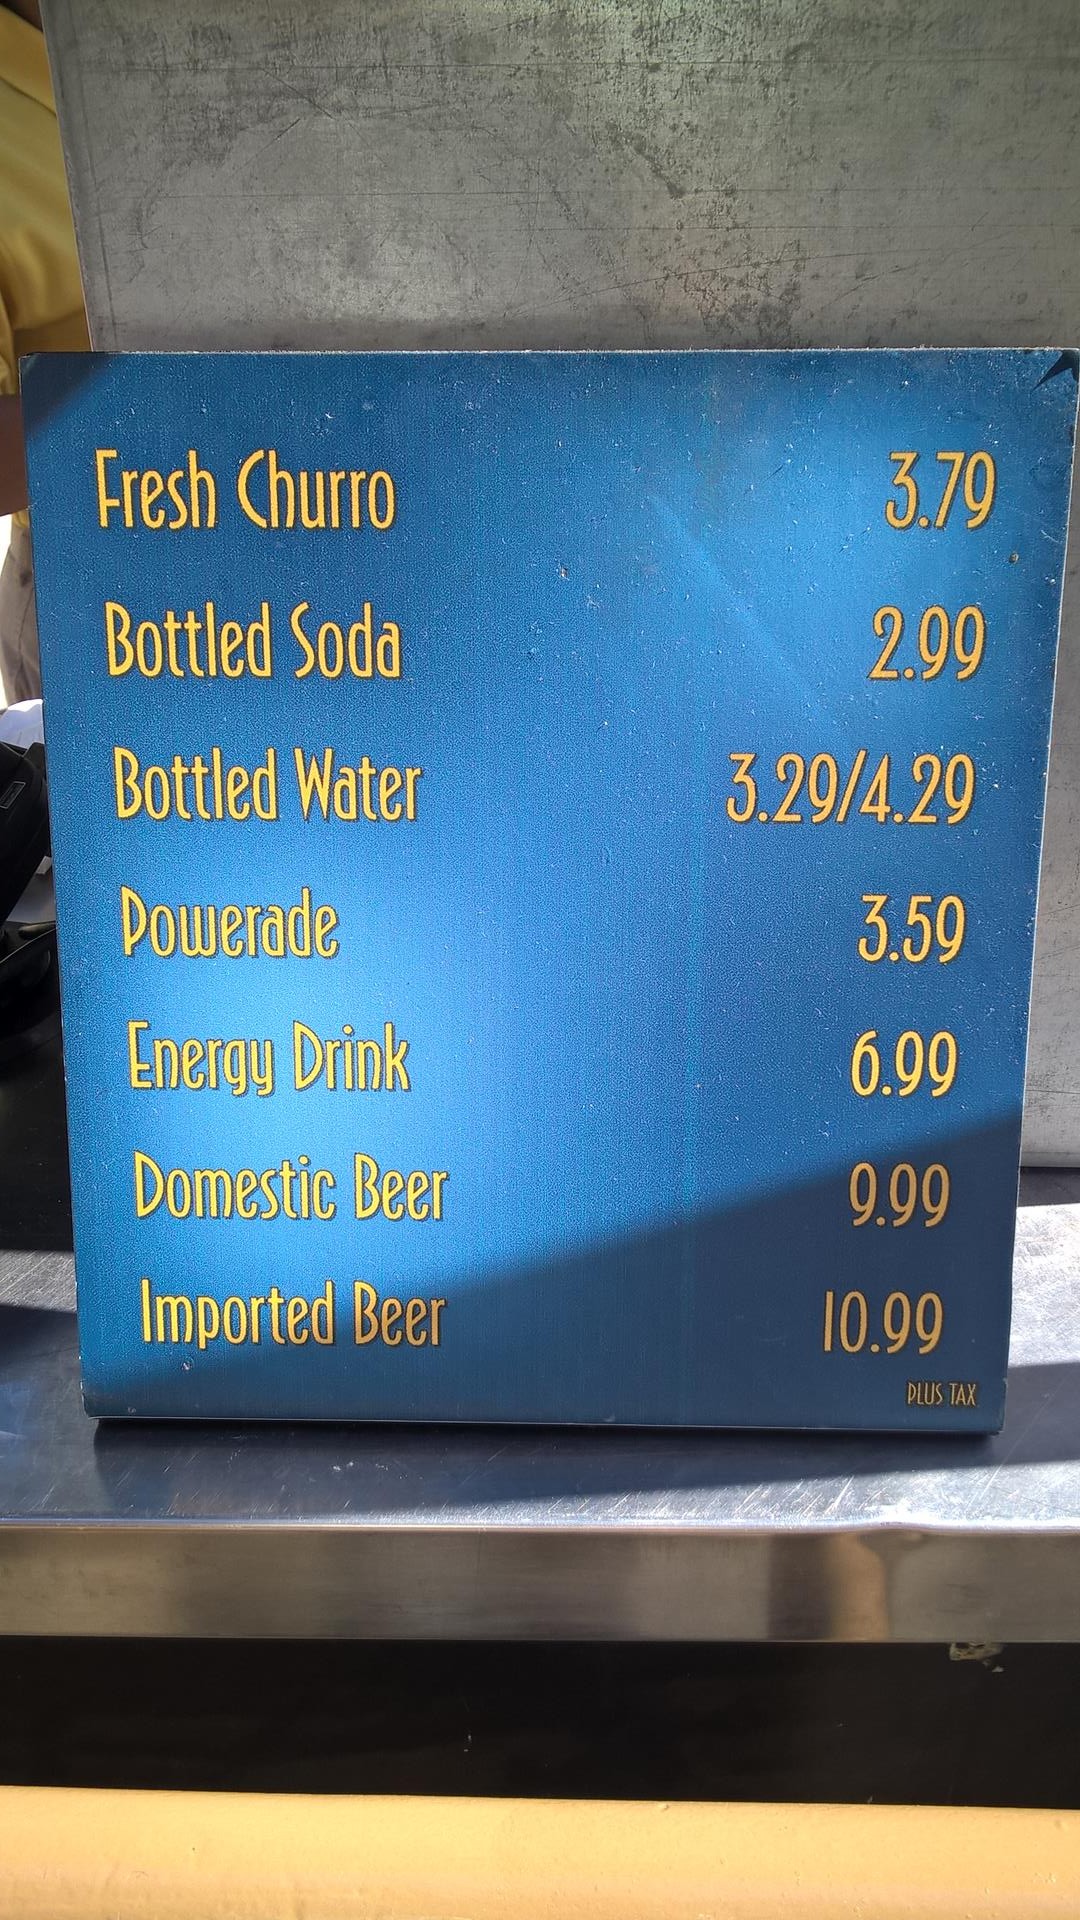 Fresh Churro 3.79
Bottled Soda 2.99
Bottled Water 3.29/4.29
Powerade 3.59
Energy Drink 6.99
Domestic Beer 9.99
Imported Beer 10.99
PLUS TAX